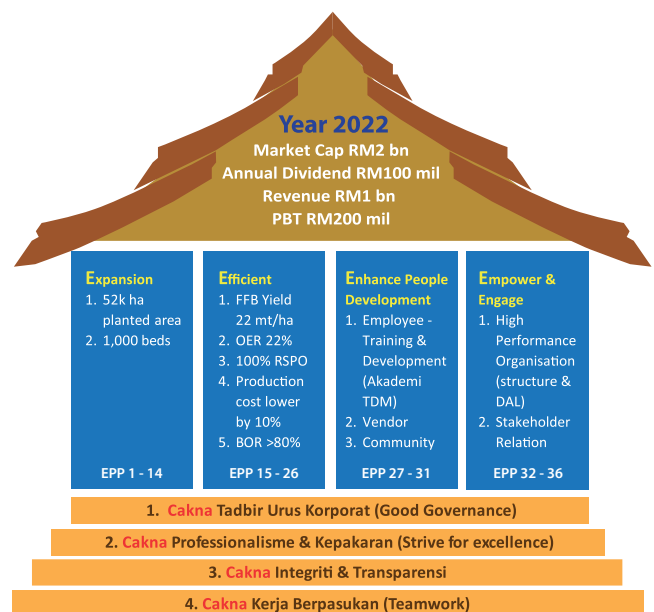 Year 2022
Market Cap RM2 bn
Annual Dividend RM100 mil
Revenue RM1 bn
PBT RM200 mil
Expansion
1. 52k ha
planted area
2. 1,000 beds
EPP 1 - 14
Efficient
1. FFB Yield
22 mt/ha
2. OER 22%
3. 100% RSPO
4. Production
cost lower
by 10%
5. BOR >80%
EPP 15 - 26
Enhance People
Development
1. Employee -
Training &
Development
(Akademi
TDM)
2. Vendor
3. Community
EPP 27 - 31
Empower &
Engage
1. High
Performance
Organisation
(structure &
DAL)
2. Stakeholder
Relation
EPP 32 - 36
1. Cakna Tadbir Urus Korporat (Good Governance)
2. Cakna Professionalisme & Kepakaran (Strive for excellence)
3. Cakna Integriti & Transparensi
4. Cakna Kerja Berpasukan (Teamwork)